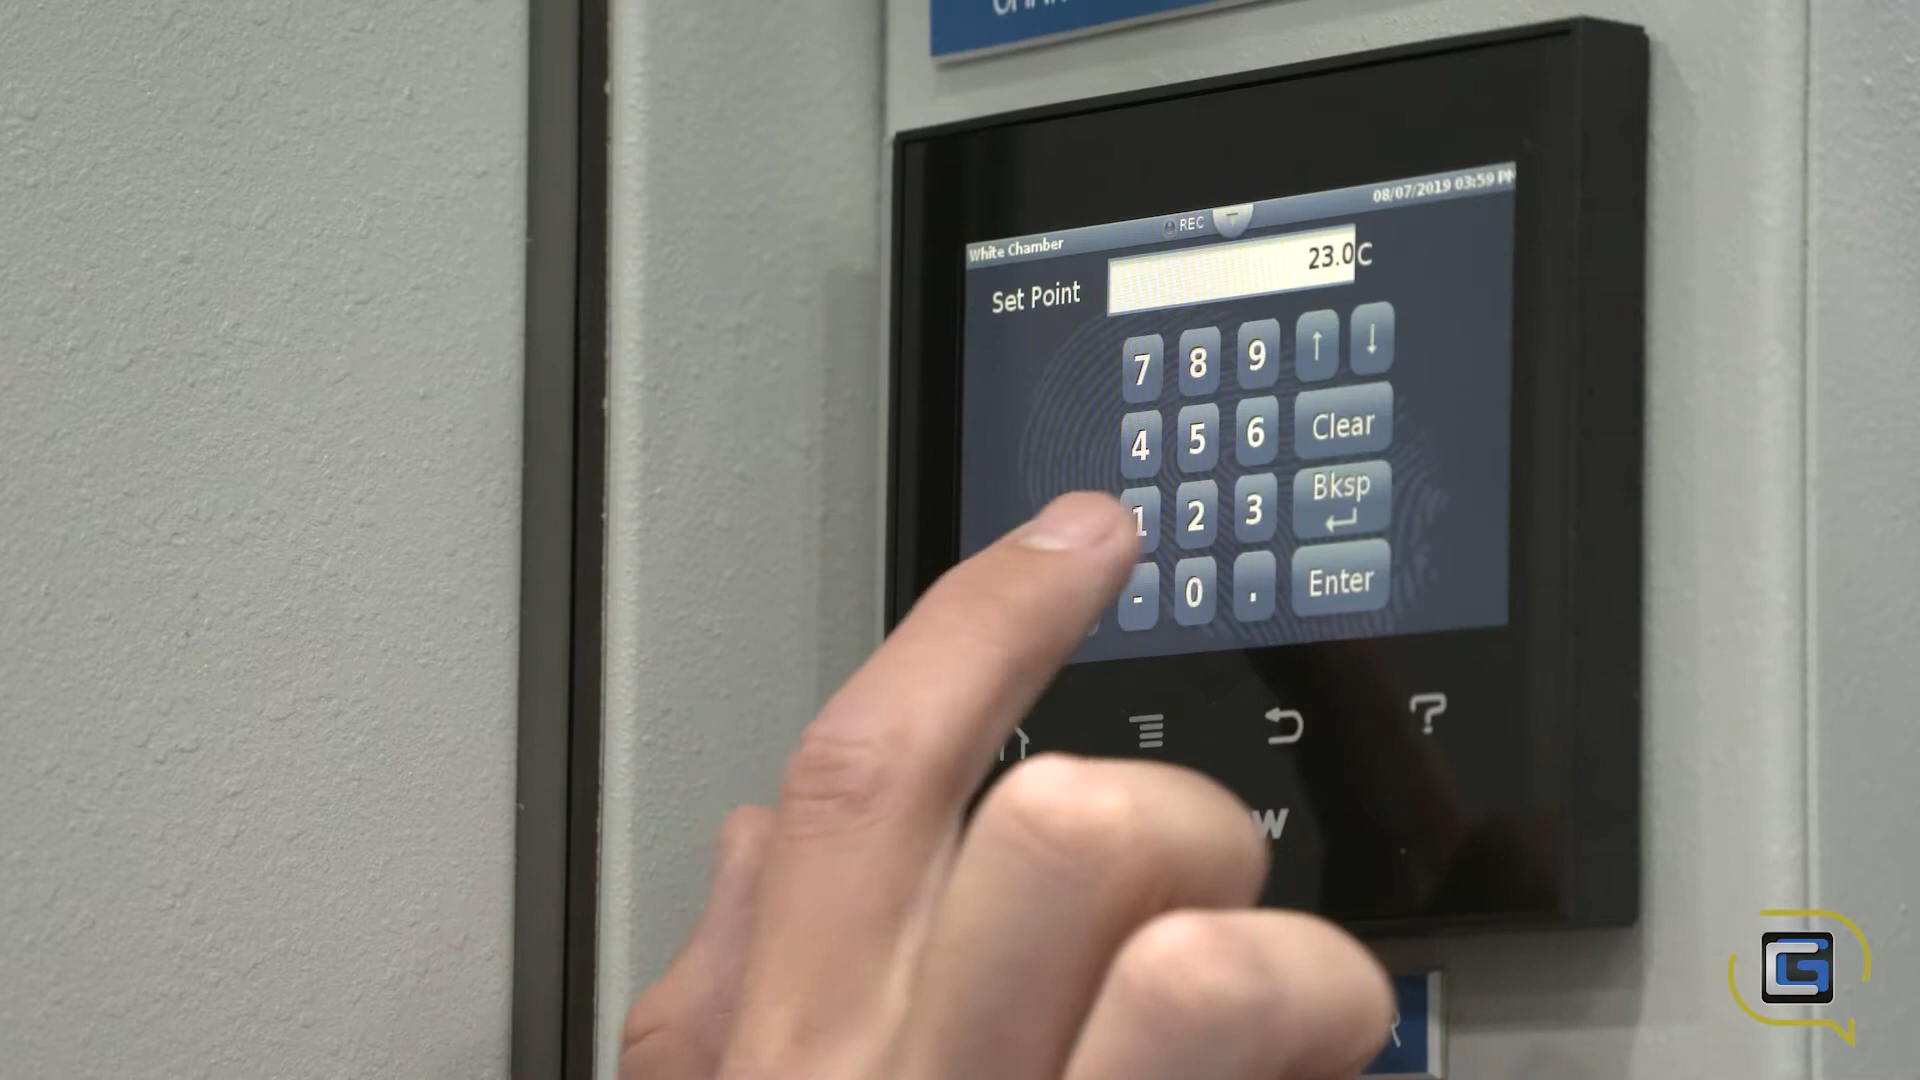 08/07/2019 03:59 PM
REC
White Chamber
Set Point 23.0C
7 8 9 ↑ ↓
4 5 6 Clear
1 2 3 Bksp
- 0 . Enter
?
W